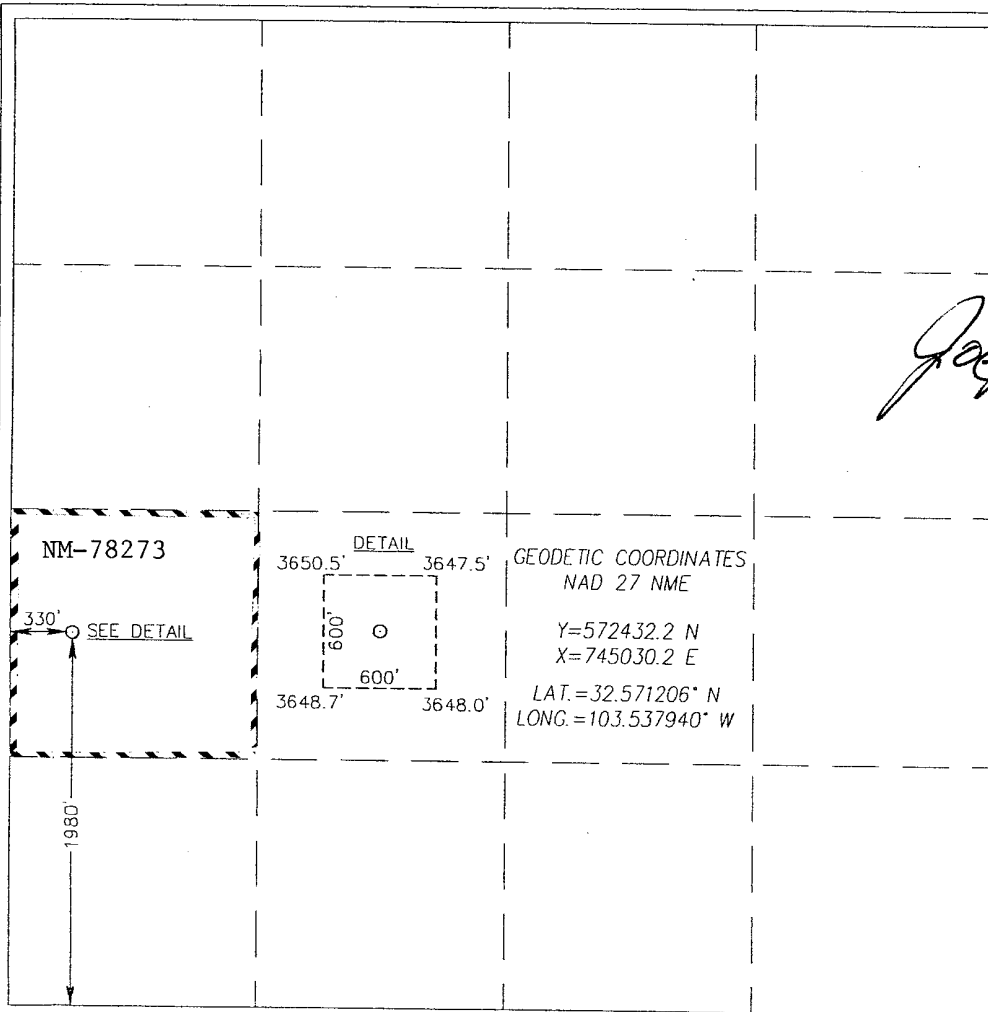 NM-78273
330'
SEE DETAIL
1980'
DETAIL
3650.5' 3647.5'
600'
600'
3648.7' 3648.0'
GEODETIC COORDINATES
NAD 27 NME
Y=572432.2 N
X=745030.2 E
LAT.=32.571206° N
LONG.=103.537940° W